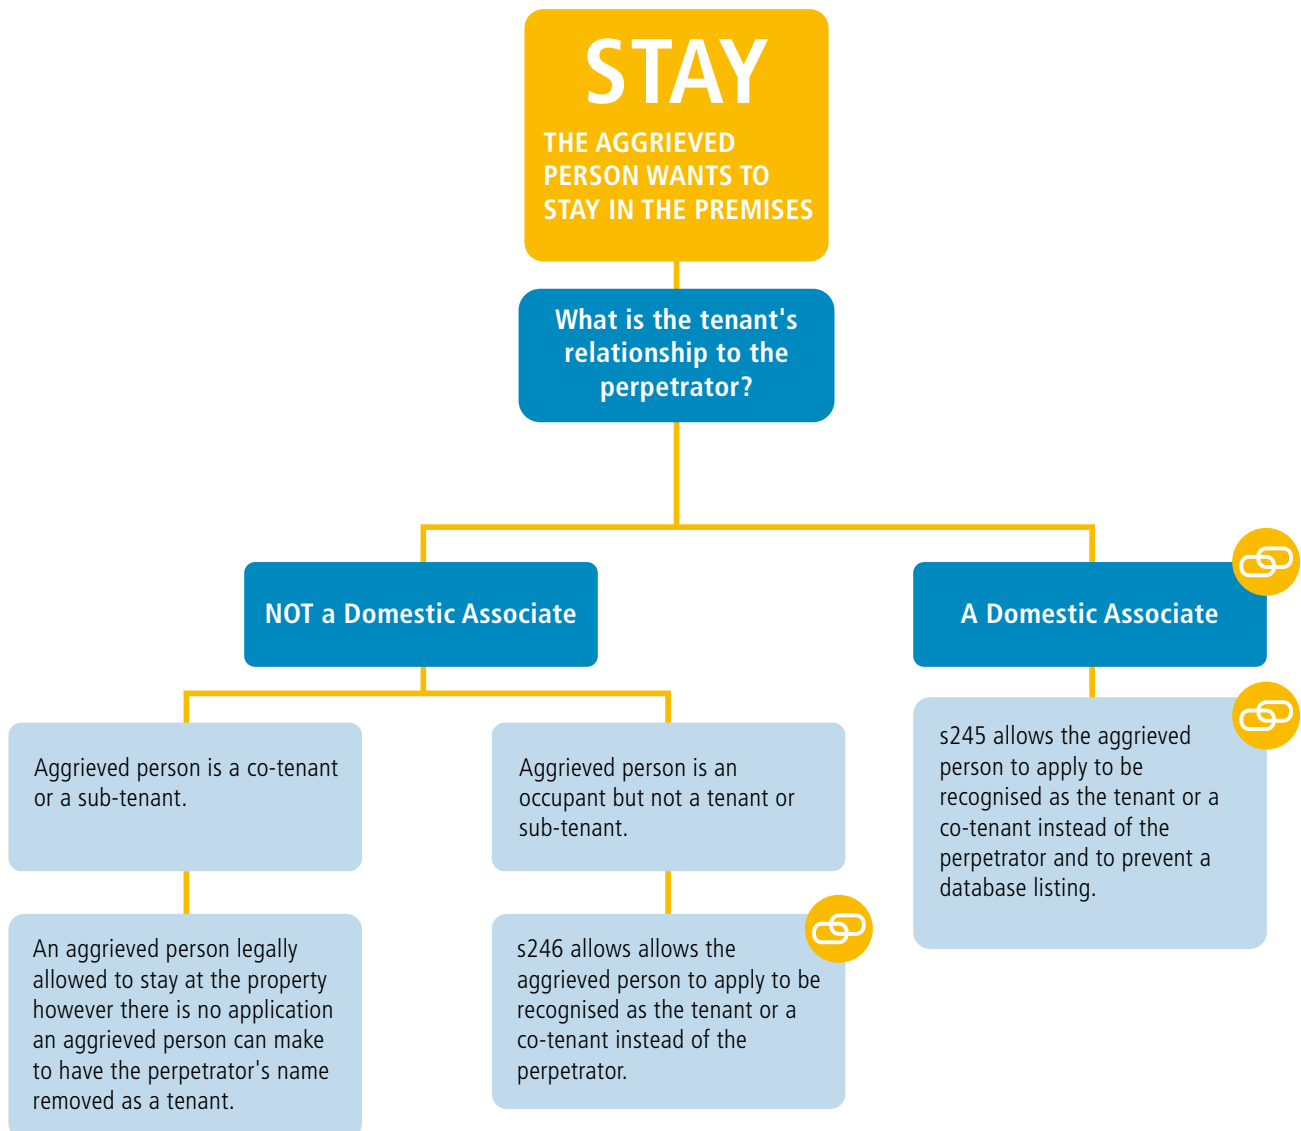 STAY
THE AGGRIEVED
PERSON WANTS TO
STAY IN THE PREMISES
What is the tenant's
relationship to the
perpetrator?
NOT a Domestic Associate
A Domestic Associate
Aggrieved person is a co-tenant
or a sub-tenant.
Aggrieved person is an
occupant but not a tenant or
sub-tenant.
s245 allows the aggrieved
person to apply to be
recognised as the tenant or a
co-tenant instead of the
perpetrator and to prevent a
database listing.
An aggrieved person legally
allowed to stay at the property
however there is no application
an aggrieved person can make
to have the perpetrator's name
removed as a tenant.
s246 allows allows the
aggrieved person to apply to be
recognised as the tenant or a
co-tenant instead of the
perpetrator.